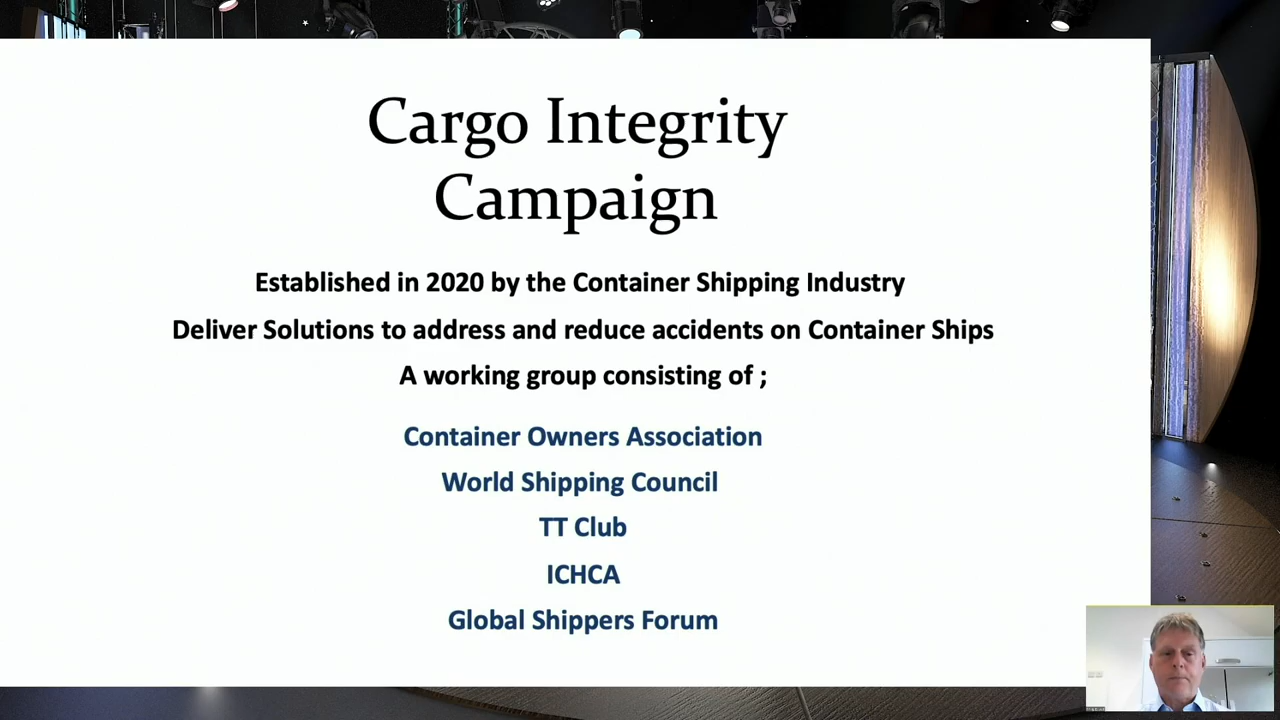 Cargo Integrity
Campaign
Established in 2020 by the Container Shipping Industry
Deliver Solutions to address and reduce accidents on Container Ships
A working group consisting of ;
Container Owners Association
World Shipping Council
TT Club
ICHCA
Global Shippers Forum